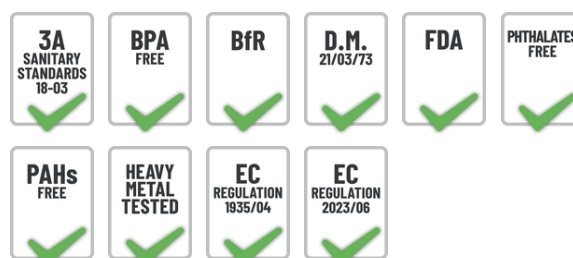 3A
SANITARY
STANDARDS
18-03
BPA
FREE
BfR
D.M.
21/03/73
FDA
PHTHALATES
FREE
PAHs
FREE
HEAVY
METAL
TESTED
EC
REGULATION
1935/04
EC
REGULATION
2023/06